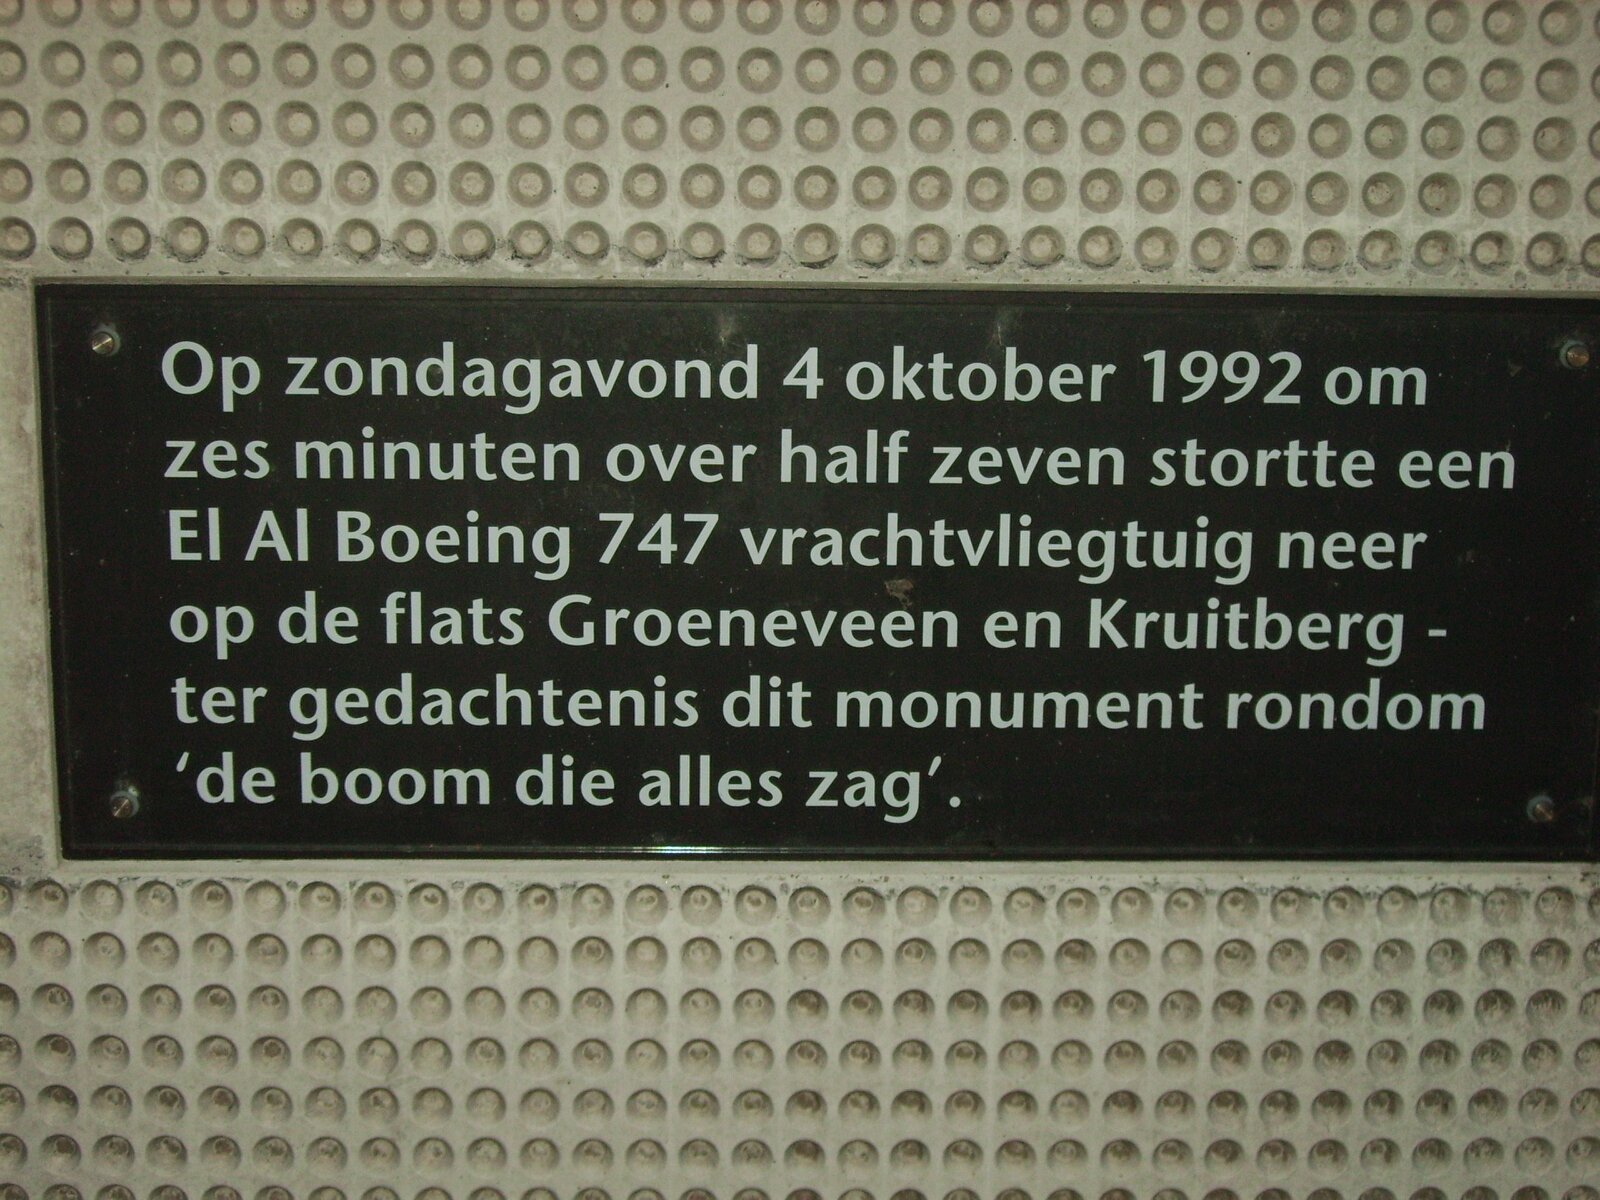 Op zondagavond 4 oktober 1992 om
zes minuten over half zeven stortte een
El Al Boeing 747 vrachtvliegtuig neer
op de flats Groeneveen en Kruitberg -
ter gedachtenis dit monument rondom
‘de boom die alles zag’.